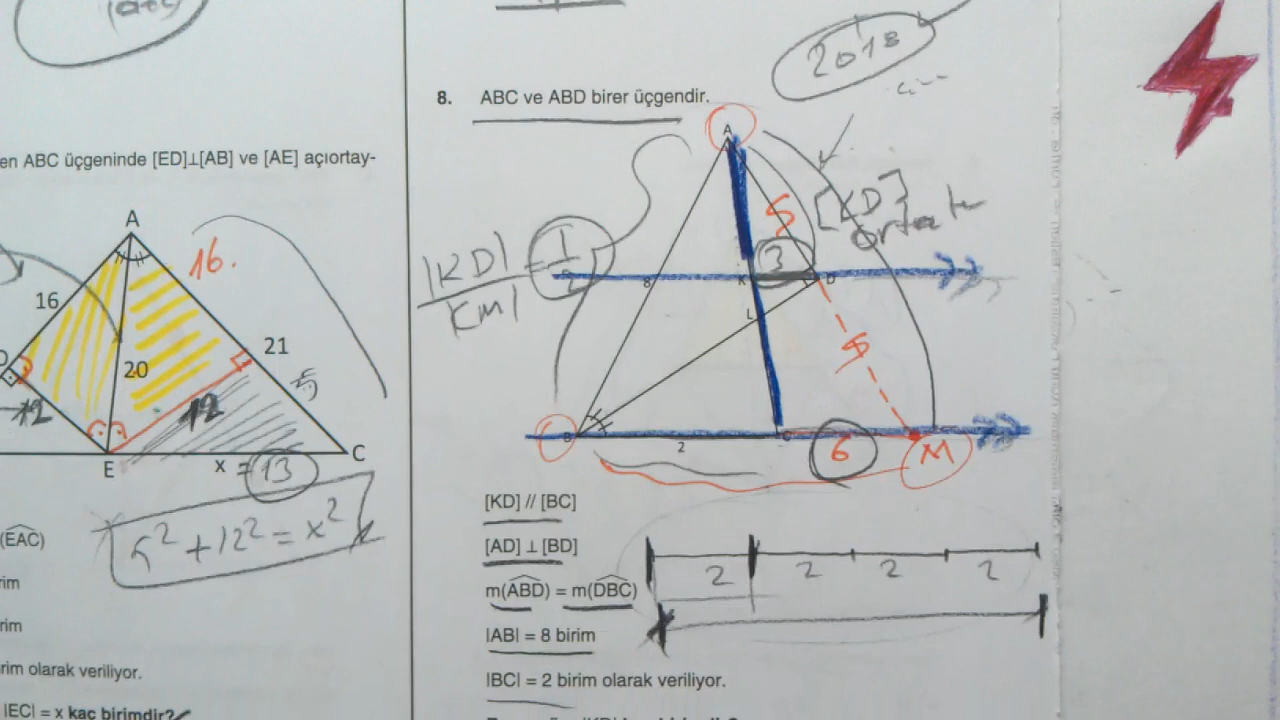 2018
8. ABC ve ABD birer üçgendir.
en ABC üçgeninde [ED]⊥[AB] ve [AE] açıortay-
A
16.
16
21
20
5
D
12
12
E
x = 13
C
5² + 12² = x²
(EAC)
rim
rim
rim olarak veriliyor.
|EC| = x kaç birimdir?
A
5
[KD]
orta
|KD| = 1
|KM| 2
3
8
K
D
L
5
B
2
C
6
M
[KD] // [BC]
[AD] ⊥ [BD]
m(ABD) = m(DBC)
|AB| = 8 birim
|BC| = 2 birim olarak veriliyor.
2 2 2 2